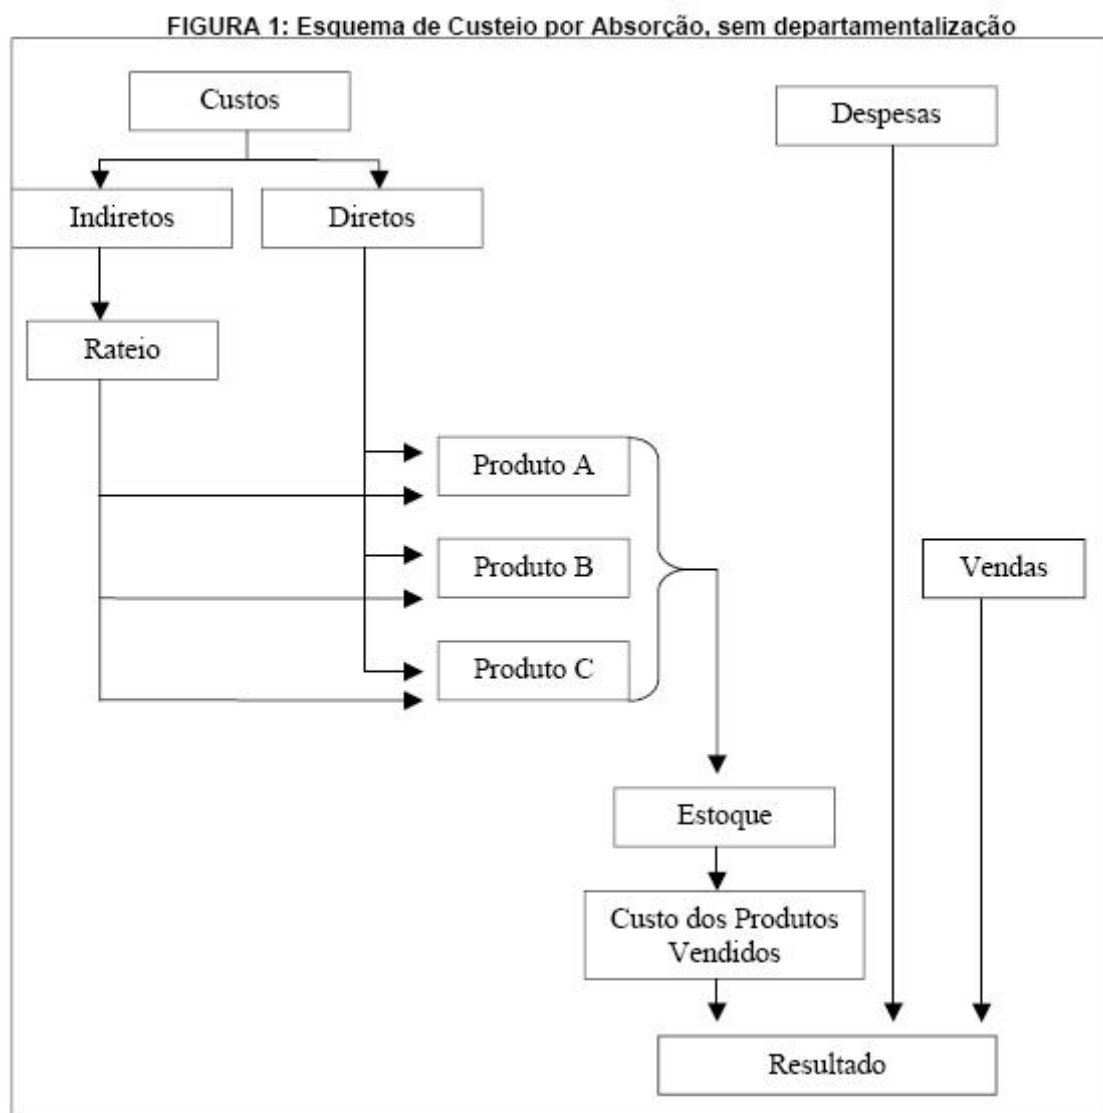 FIGURA 1: Esquema de Custeio por Absorção, sem departamentalização
Custos
Despesas
Indiretos
Diretos
Rateio
Produto A
Produto B
Vendas
Produto C
Estoque
Custo dos Produtos
Vendidos
Resultado